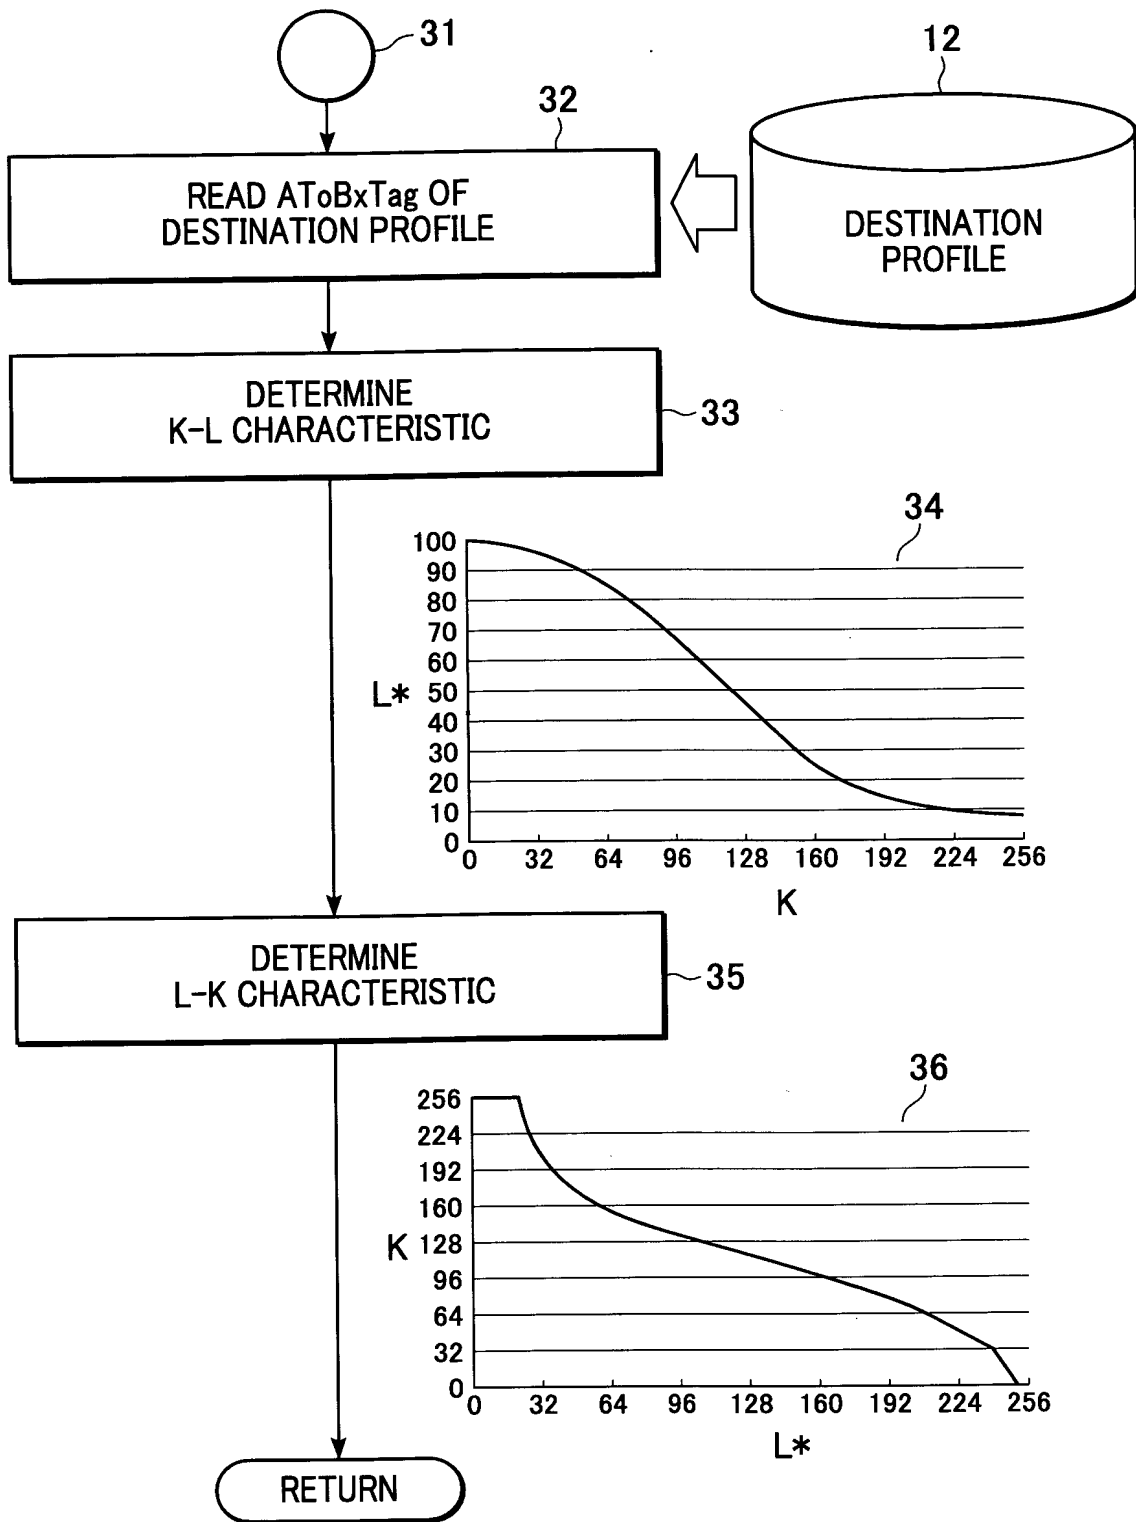 31
12
32
READ AToBxTag OF
DESTINATION PROFILE
DESTINATION
PROFILE
DETERMINE
K-L CHARACTERISTIC
33
34
100
90
80
70
60
L* 50
40
30
20
10
0
0 32 64 96 128 160 192 224 256
K
DETERMINE
L-K CHARACTERISTIC
35
36
256
224
192
160
K 128
96
64
32
0
0 32 64 96 128 160 192 224 256
L*
RETURN